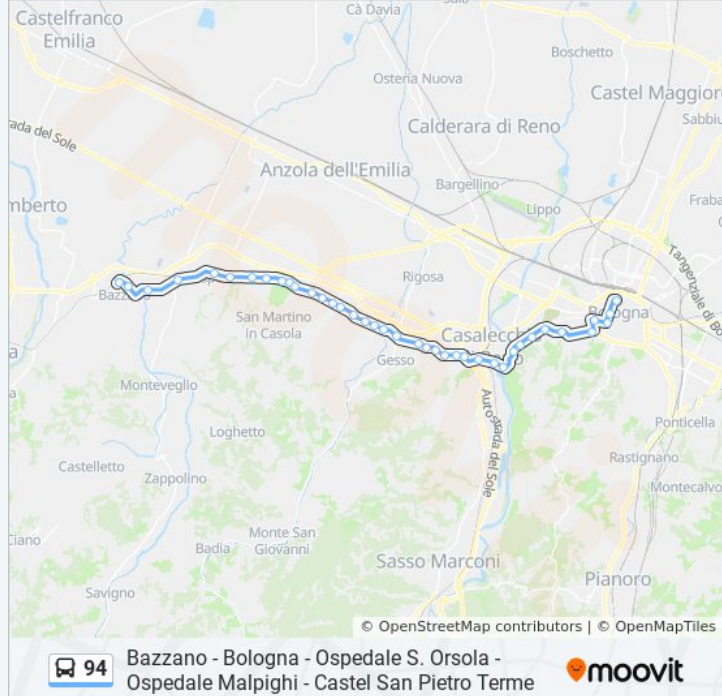 Castelfranco
Emilia
Cà Davia
Boschetto
Osteria Nuova
Castel Maggior
Sabbiu
Calderara di Reno
rada del Sole
Anzola dell'Emilia
Bargellino
mberto
Lippo
Fraba
Tangenziale di Bo
Rigosa
Bazz
Bologna
San Martino
in Casola
Casalecch
Gesso
Monteveglio
Autostrada del Sole
Ponticella
Loghetto
Rastignano
Castelletto
Zappolino
Montecalvo
Ciano
Badia
Monte San
Giovanni
Sasso Marconi
Savigno
Pianoro
© OpenStreetMap contributors | © OpenMapTiles
94
Bazzano - Bologna - Ospedale S. Orsola -
Ospedale Malpighi - Castel San Pietro Terme
moovit